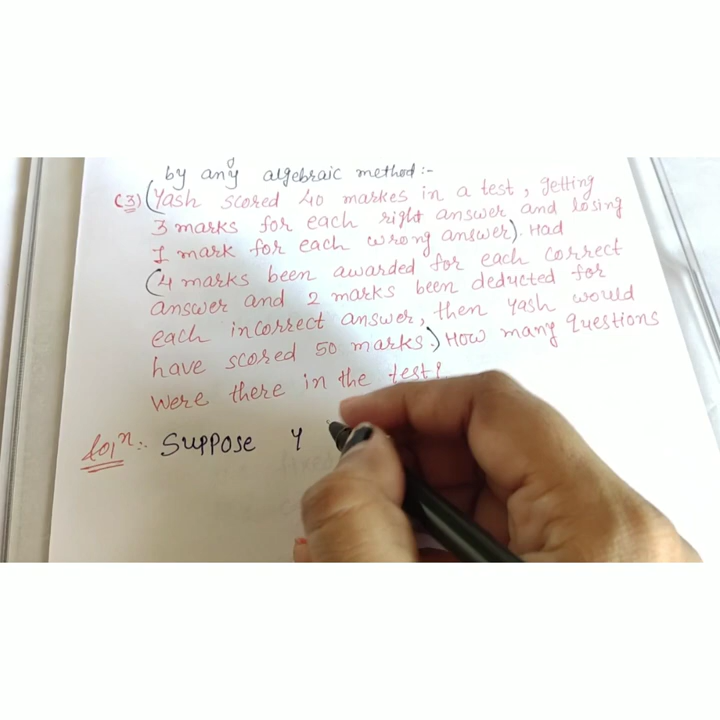 by any algebraic method:-
(3) (Yash scored 40 markes in a test, getting
3 marks for each right answer and losing
1 mark for each wrong answer). Had
(4 marks been awarded for each correct
answer and 2 marks been deducted for
each incorrect answer, then Yash would
have scored 50 marks.) How many questions
were there in the test?
Solⁿ:- Suppose Y